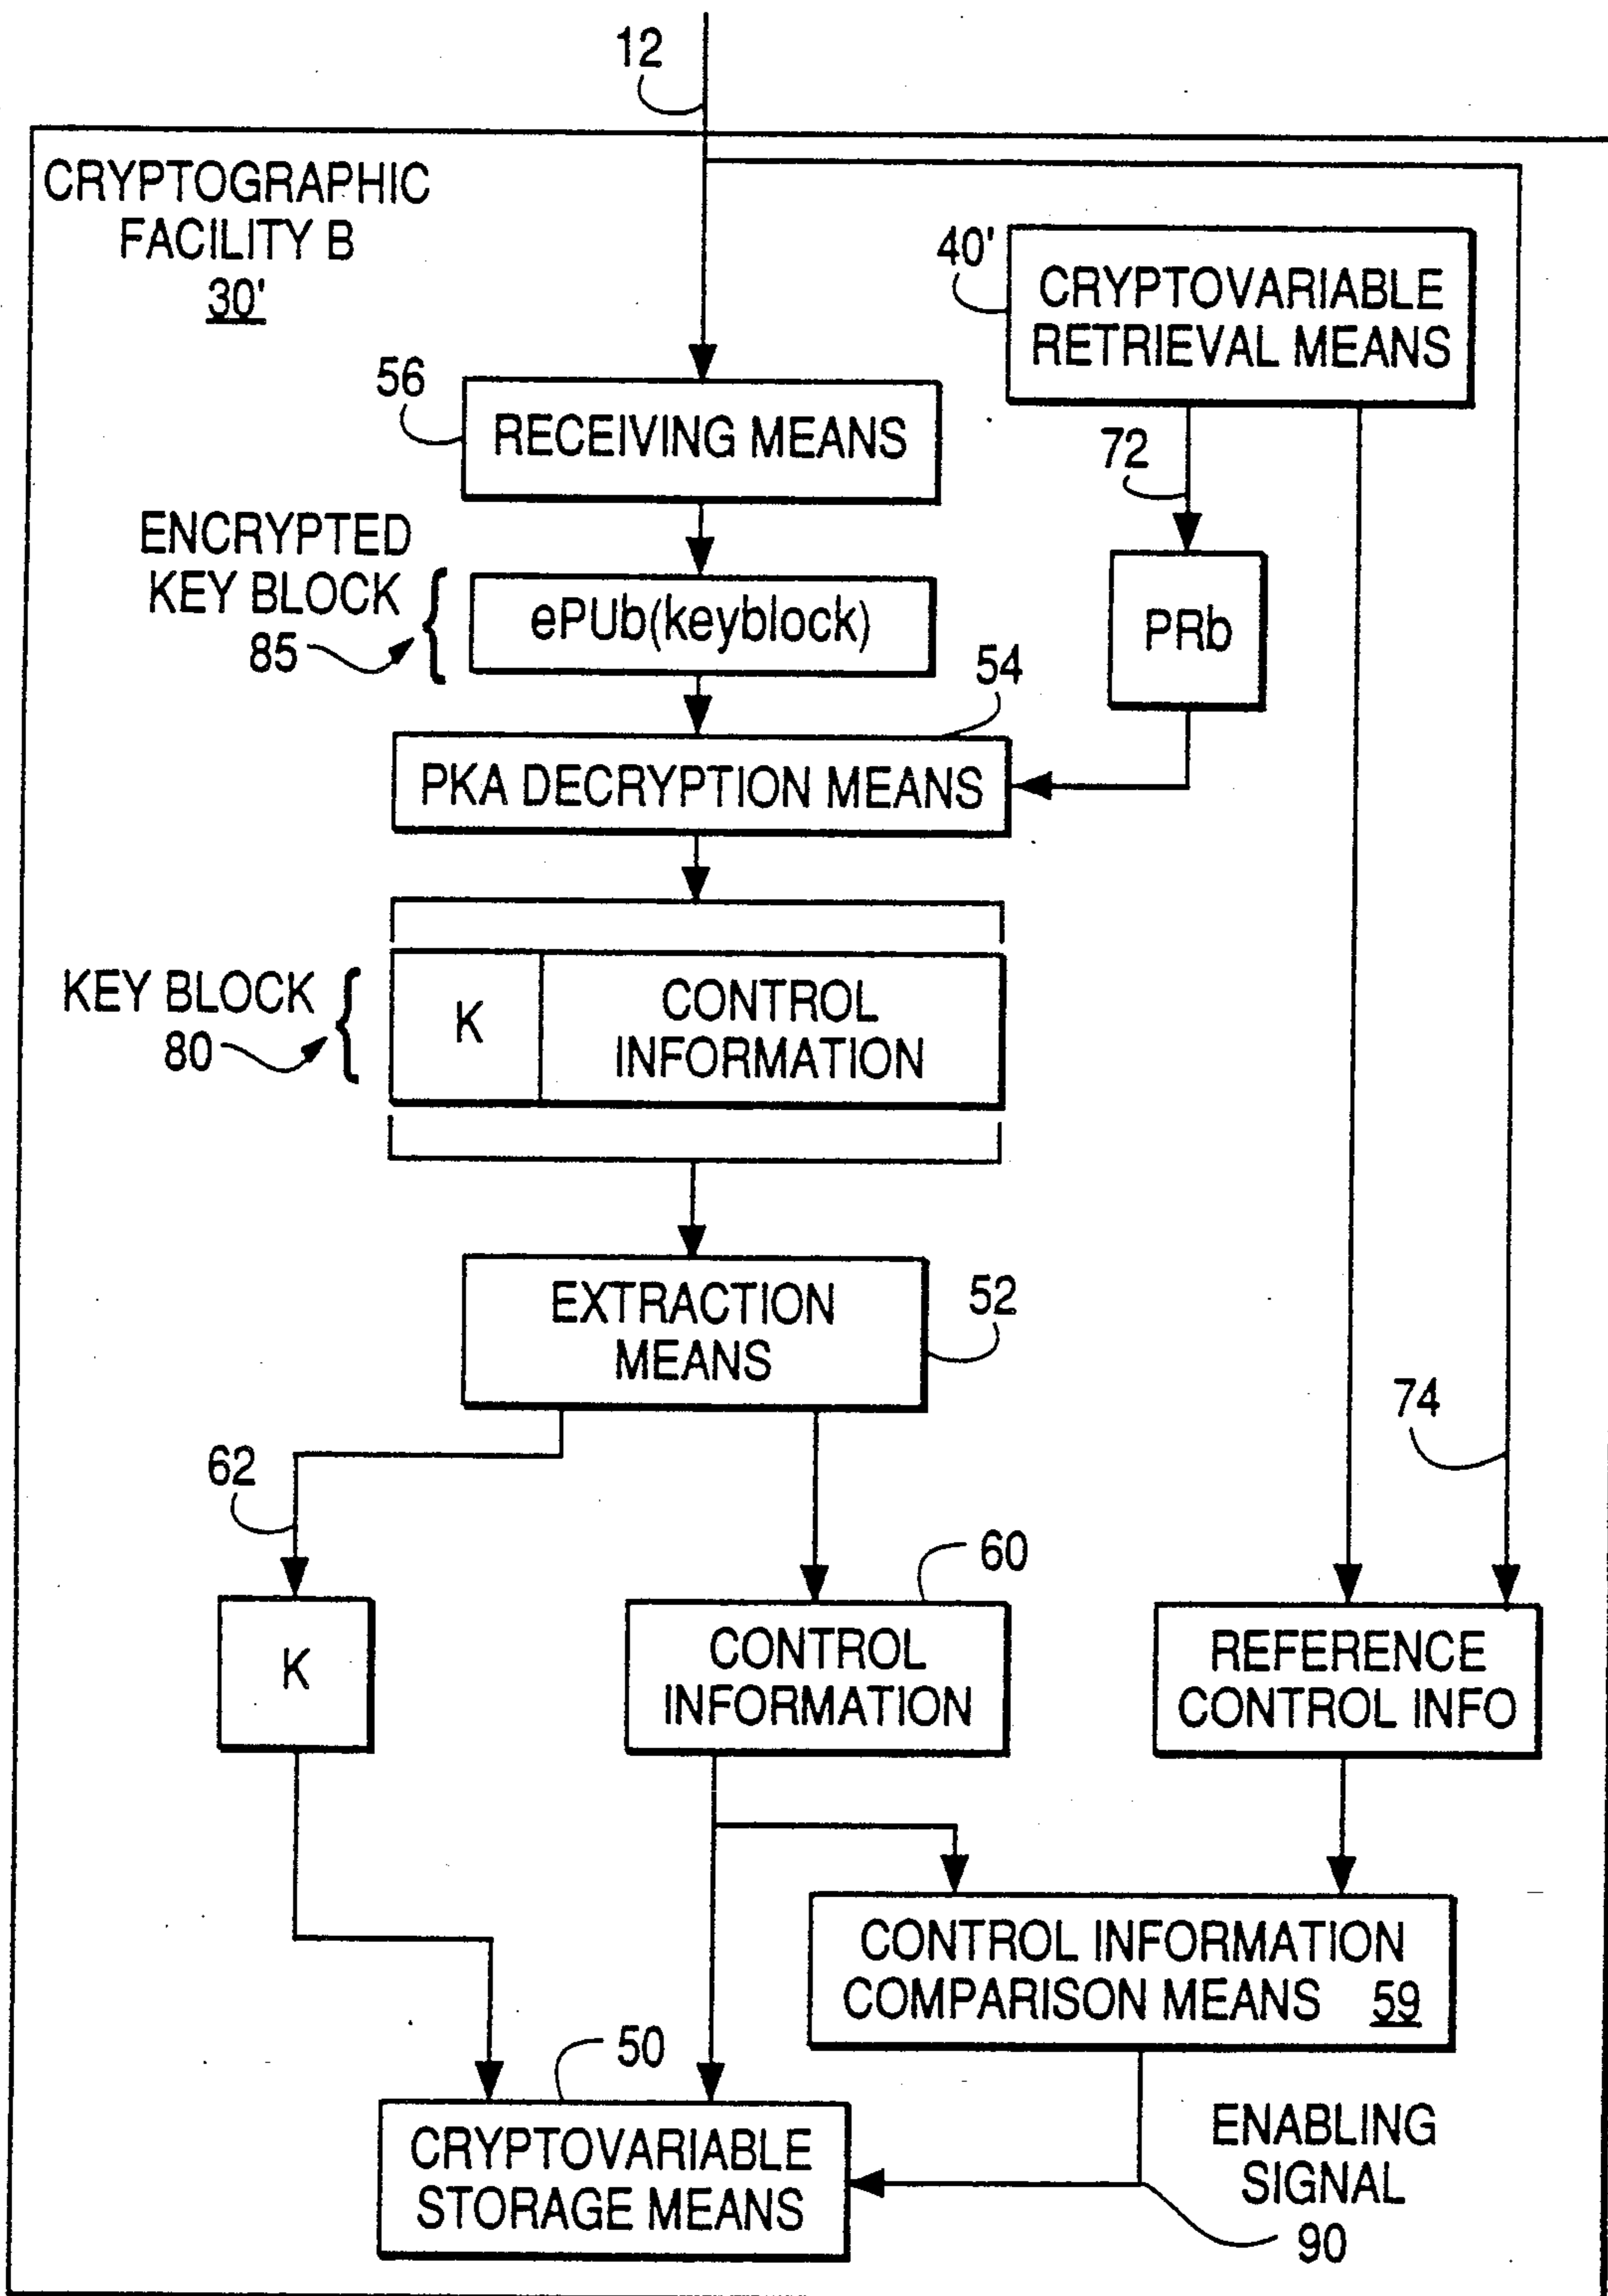 12
CRYPTOGRAPHIC
FACILITY B
30'
40'
CRYPTOVARIABLE
RETRIEVAL MEANS
56
RECEIVING MEANS
72
ENCRYPTED
KEY BLOCK
85
ePUb(keyblock)
PRb
54
PKA DECRYPTION MEANS
KEY BLOCK
80
K
CONTROL
INFORMATION
EXTRACTION
MEANS
52
74
62
60
K
CONTROL
INFORMATION
REFERENCE
CONTROL INFO
CONTROL INFORMATION
COMPARISON MEANS 59
50
CRYPTOVARIABLE
STORAGE MEANS
ENABLING
SIGNAL
90